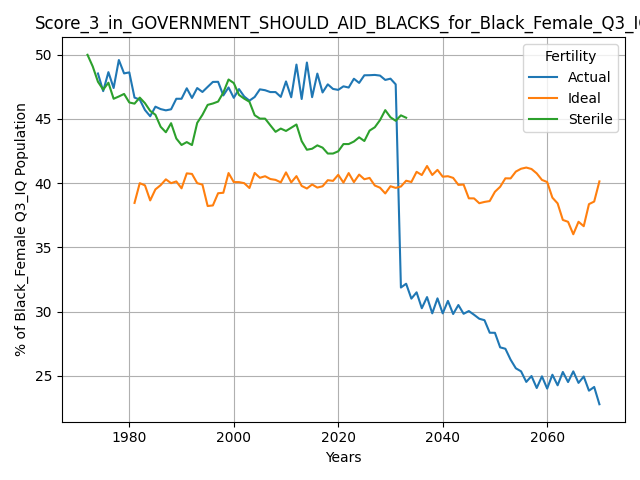 Score_3_in_GOVERNMENT_SHOULD_AID_BLACKS_for_Black_Female_Q3_I
Fertility
Actual
Ideal
Sterile
% of Black_Female Q3_IQ Population
50
45
40
35
30
25
1980
2000
2020
2040
2060
Years